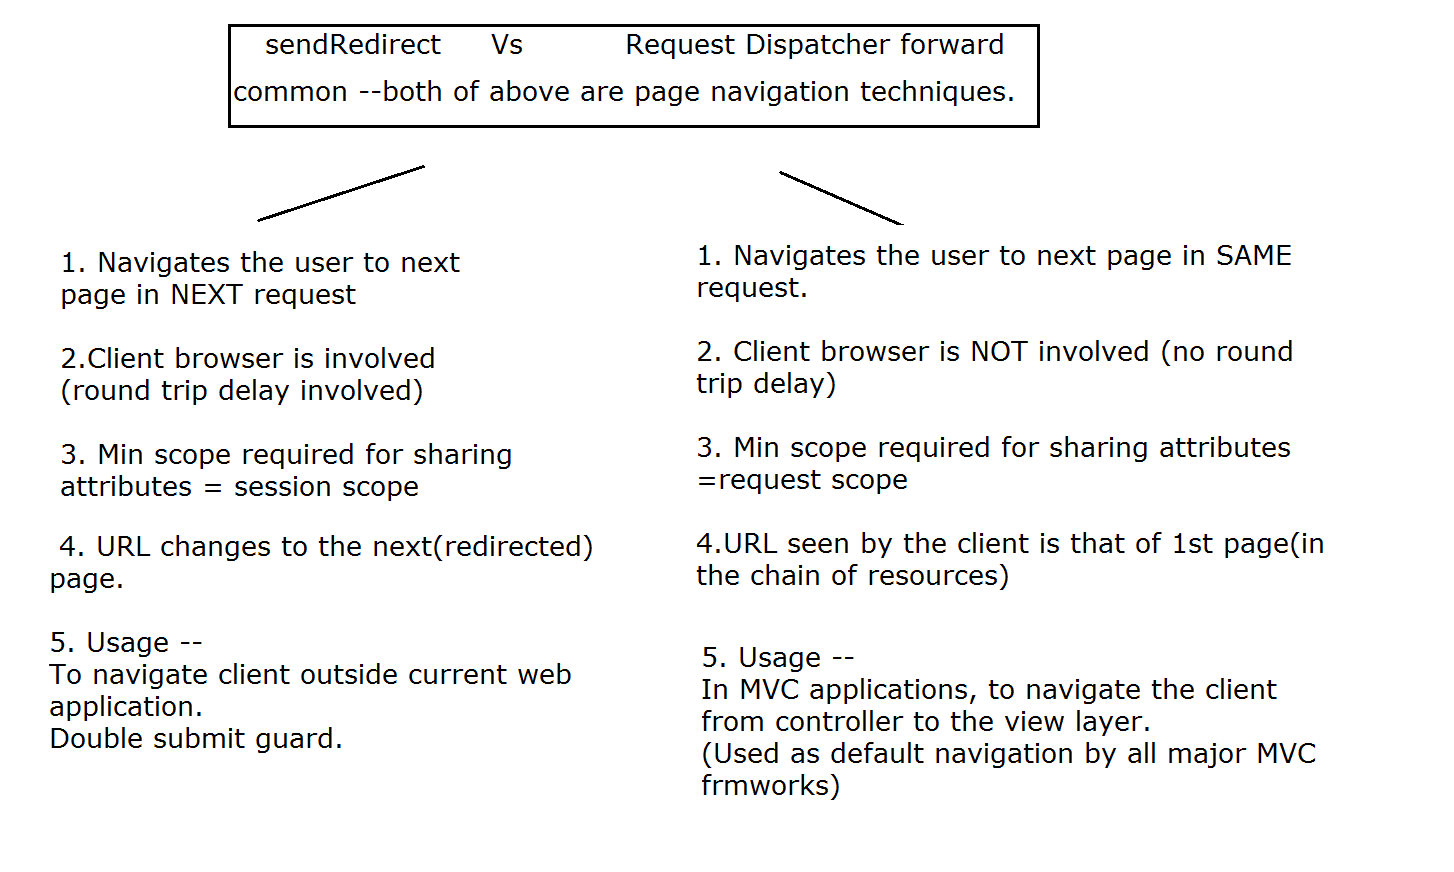 sendRedirect Vs Request Dispatcher forward
common --both of above are page navigation techniques.
1. Navigates the user to next
page in NEXT request
2.Client browser is involved
(round trip delay involved)
3. Min scope required for sharing
attributes = session scope
4. URL changes to the next(redirected)
page.
5. Usage --
To navigate client outside current web
application.
Double submit guard.
1. Navigates the user to next page in SAME
request.
2. Client browser is NOT involved (no round
trip delay)
3. Min scope required for sharing attributes
=request scope
4.URL seen by the client is that of 1st page(in
the chain of resources)
5. Usage --
In MVC applications, to navigate the client
from controller to the view layer.
(Used as default navigation by all major MVC
frmworks)